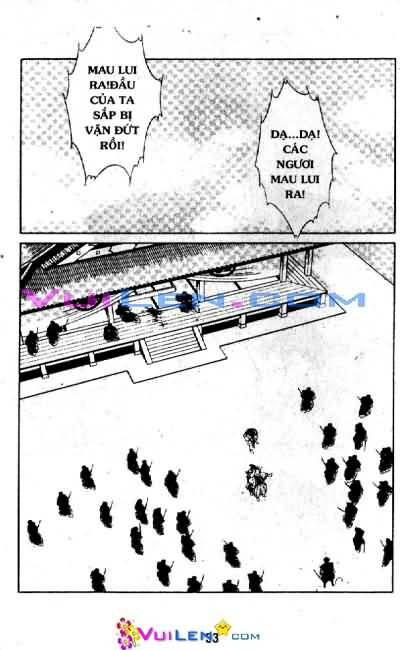 MAU LUI
RA!ĐẦU
CỦA TA
SẮP BỊ
VẶN ĐỨT
RỒI!
DẠ...DẠ!
CÁC
NGƯƠI
MAU LUI
RA!
VUILEN.COM
VUILEN.COM
93